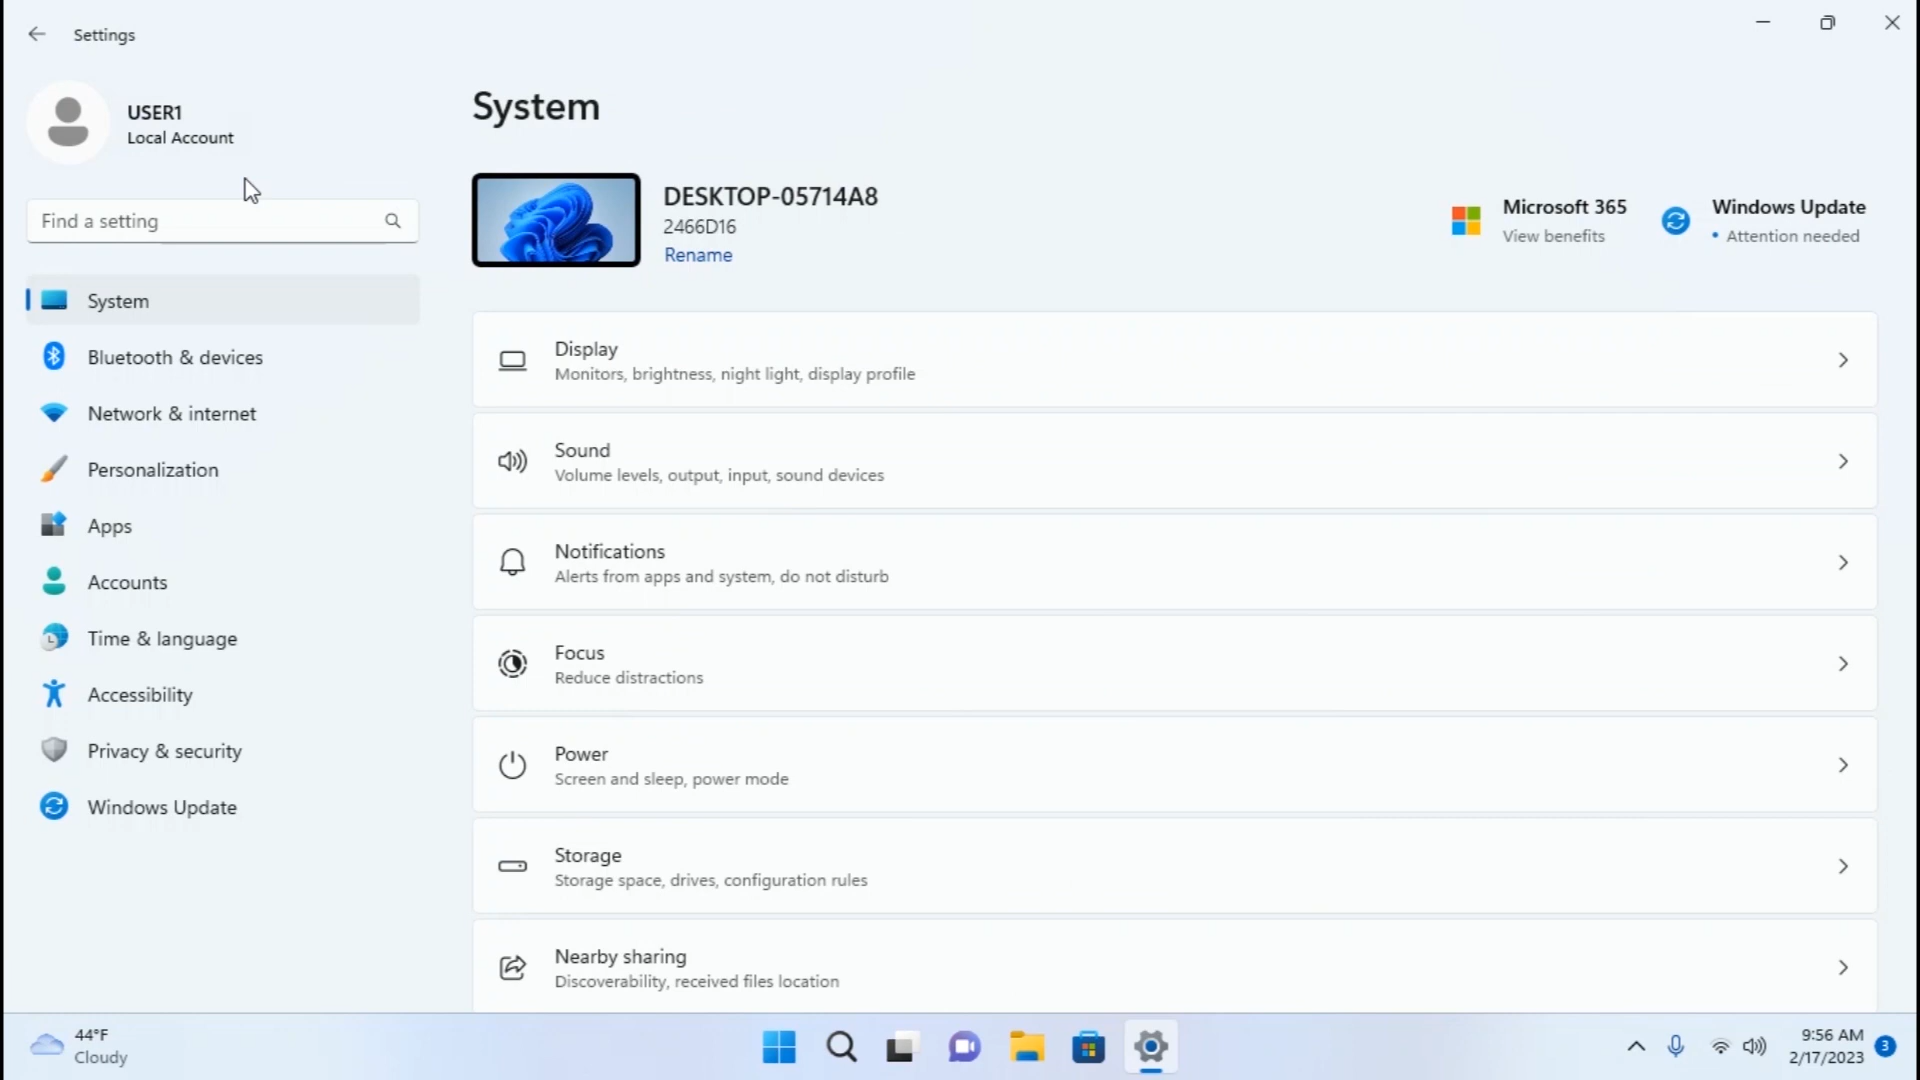 Settings
USER1
Local Account
Find a setting
System
Bluetooth & devices
Network & internet
Personalization
Apps
Accounts
Time & language
Accessibility
Privacy & security
Windows Update
System
DESKTOP-05714A8
2466D16
Rename
Microsoft 365
View benefits
Windows Update
• Attention needed
Display
Monitors, brightness, night light, display profile
Sound
Volume levels, output, input, sound devices
Notifications
Alerts from apps and system, do not disturb
Focus
Reduce distractions
Power
Screen and sleep, power mode
Storage
Storage space, drives, configuration rules
Nearby sharing
Discoverability, received files location
44°F
Cloudy
9:56 AM
2/17/2023
3